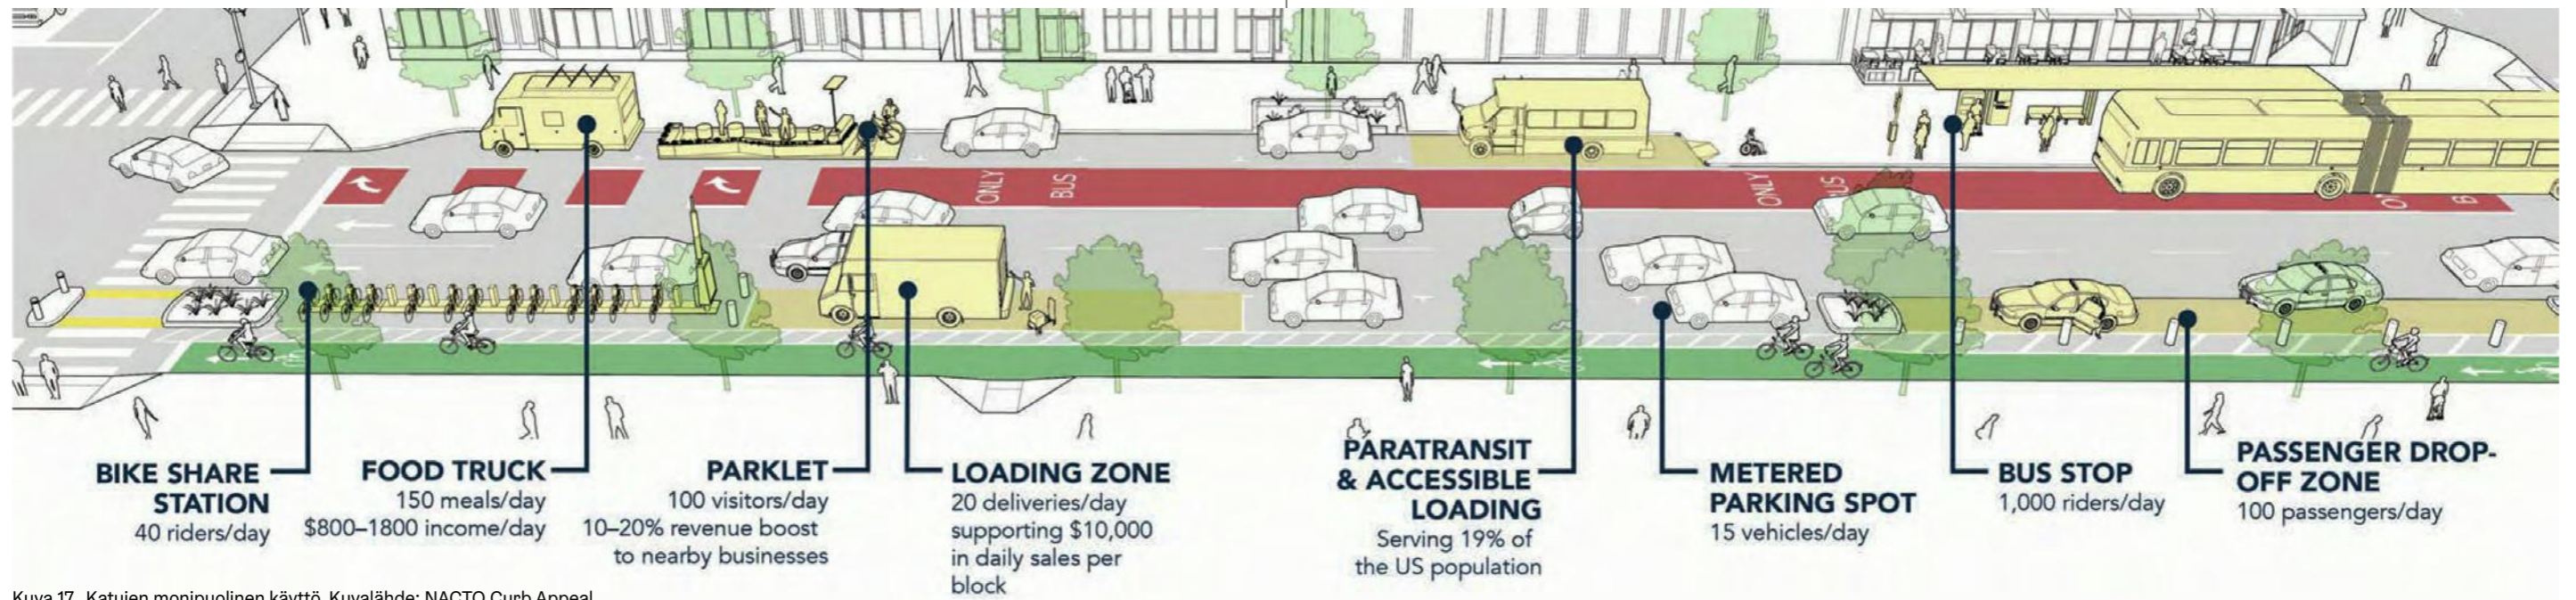 ONLY
BUS
ONLY
BUS
BIKE SHARE
STATION
40 riders/day
FOOD TRUCK
150 meals/day
$800–1800 income/day
PARKLET
100 visitors/day
10–20% revenue boost
to nearby businesses
LOADING ZONE
20 deliveries/day
supporting $10,000
in daily sales per
block
PARATRANSIT
& ACCESSIBLE
LOADING
Serving 19% of
the US population
METERED
PARKING SPOT
15 vehicles/day
BUS STOP
1,000 riders/day
PASSENGER DROP-
OFF ZONE
100 passengers/day
Kuva 17. Katujen monipuolinen käyttö. Kuvalähde: NACTO Curb Appeal